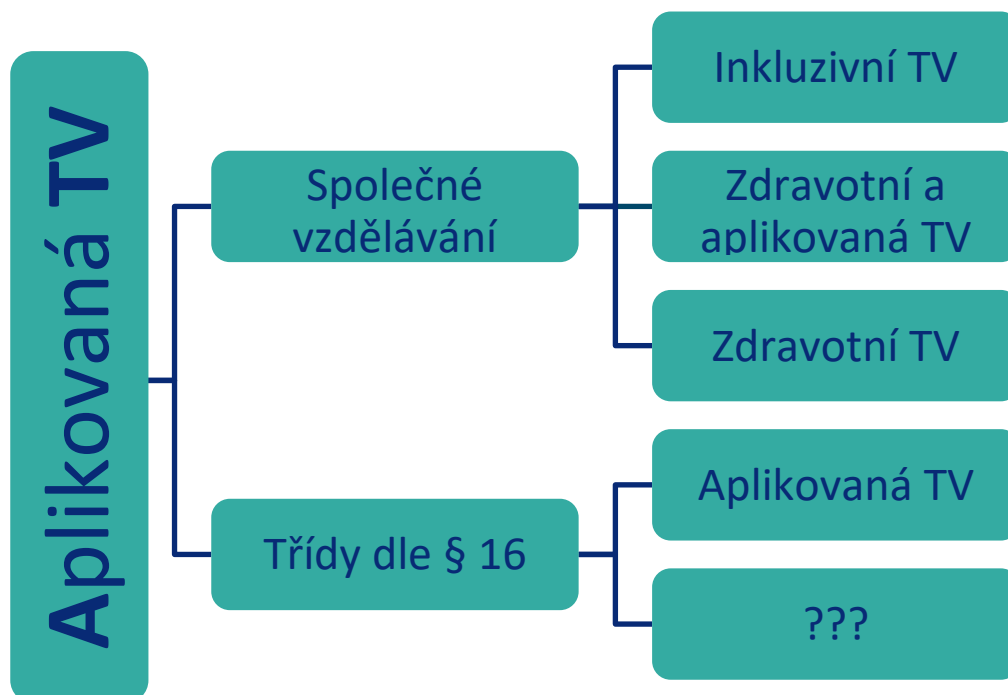 Aplikovaná TV
Společné
vzdělávání
Inkluzivní TV
Zdravotní a
aplikovaná TV
Zdravotní TV
Třídy dle § 16
Aplikovaná TV
???